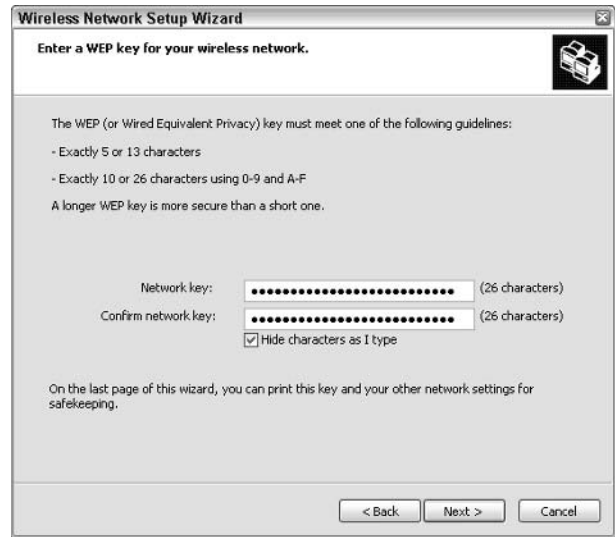 Wireless Network Setup Wizard
Enter a WEP key for your wireless network.
The WEP (or Wired Equivalent Privacy) key must meet one of the following guidelines:
- Exactly 5 or 13 characters
- Exactly 10 or 26 characters using 0-9 and A-F
A longer WEP key is more secure than a short one.
Network key: •••••••••••••••••••••••••• (26 characters)
Confirm network key: •••••••••••••••••••••••••• (26 characters)
Hide characters as I type
On the last page of this wizard, you can print this key and your other network settings for
safekeeping.
< Back Next > Cancel